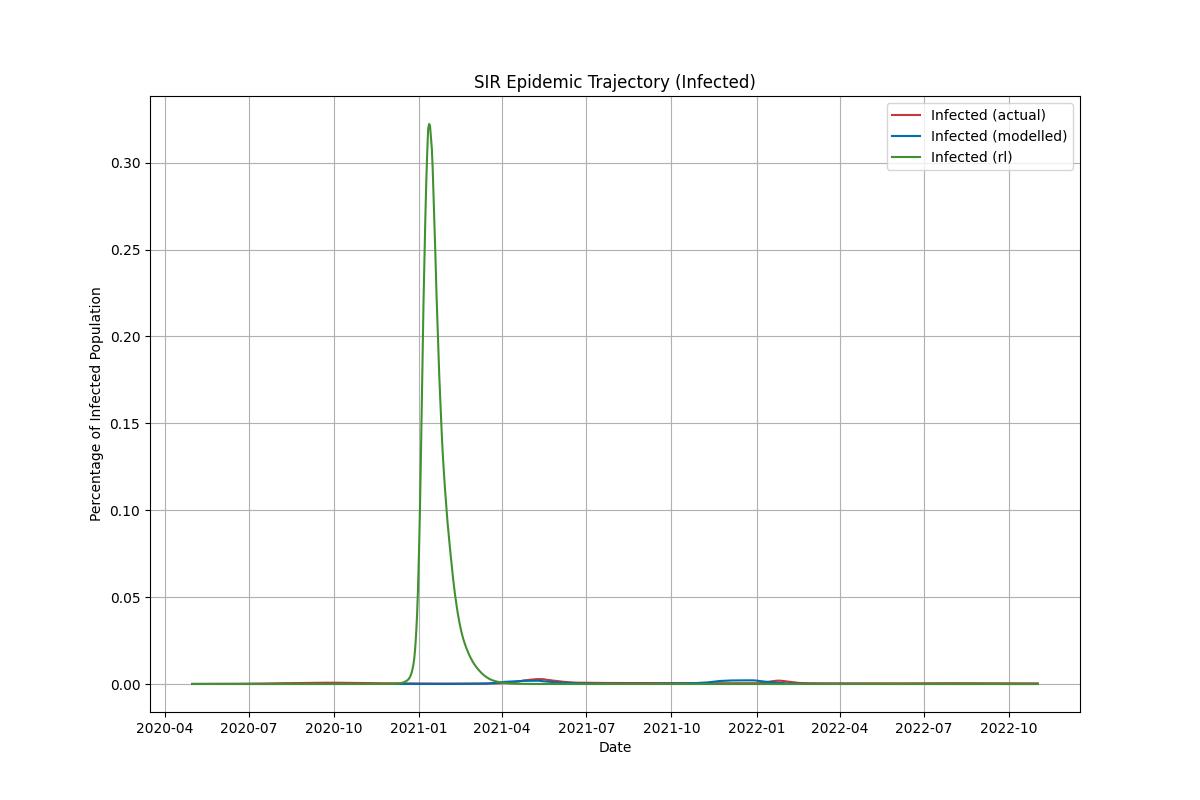 SIR Epidemic Trajectory (Infected)
Infected (actual)
Infected (modelled)
Infected (rl)
Percentage of Infected Population
0.30
0.25
0.20
0.15
0.10
0.05
0.00
2020-04 2020-07 2020-10 2021-01 2021-04 2021-07 2021-10 2022-01 2022-04 2022-07 2022-10
Date